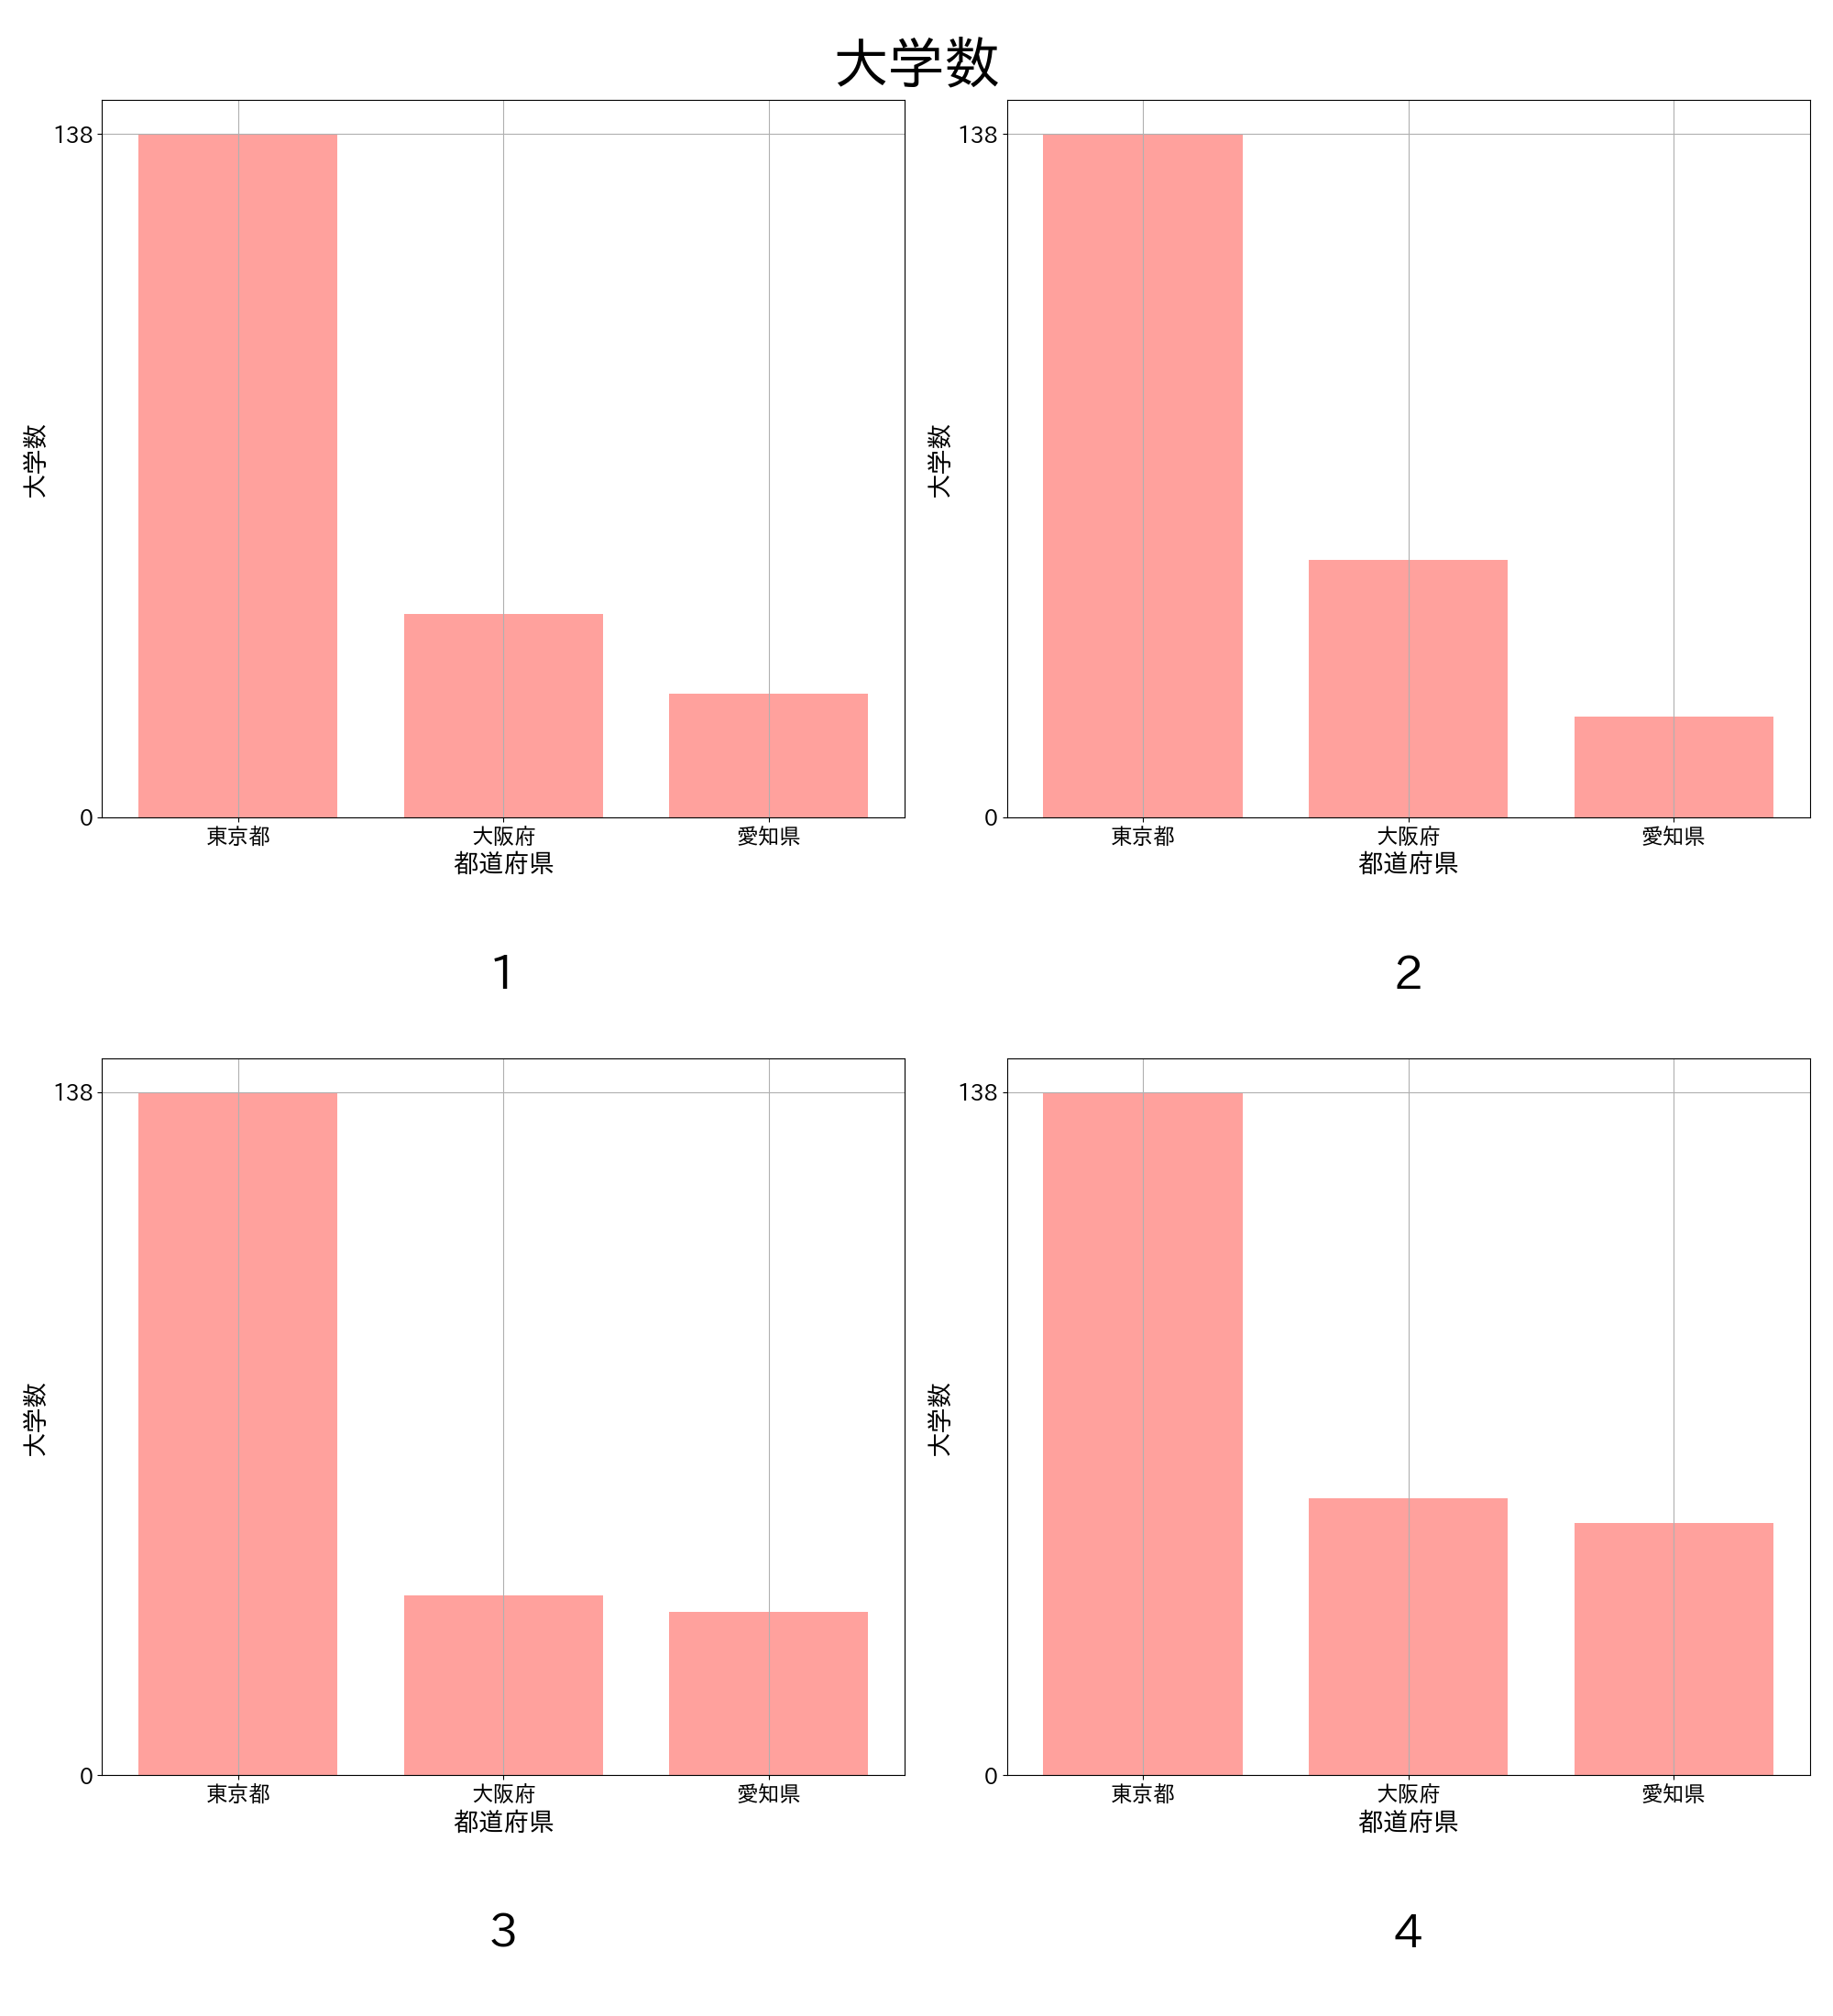 大学数
138
0
大学数
東京都 大阪府 愛知県
都道府県
1
138
0
大学数
東京都 大阪府 愛知県
都道府県
2
138
0
大学数
東京都 大阪府 愛知県
都道府県
3
138
0
大学数
東京都 大阪府 愛知県
都道府県
4